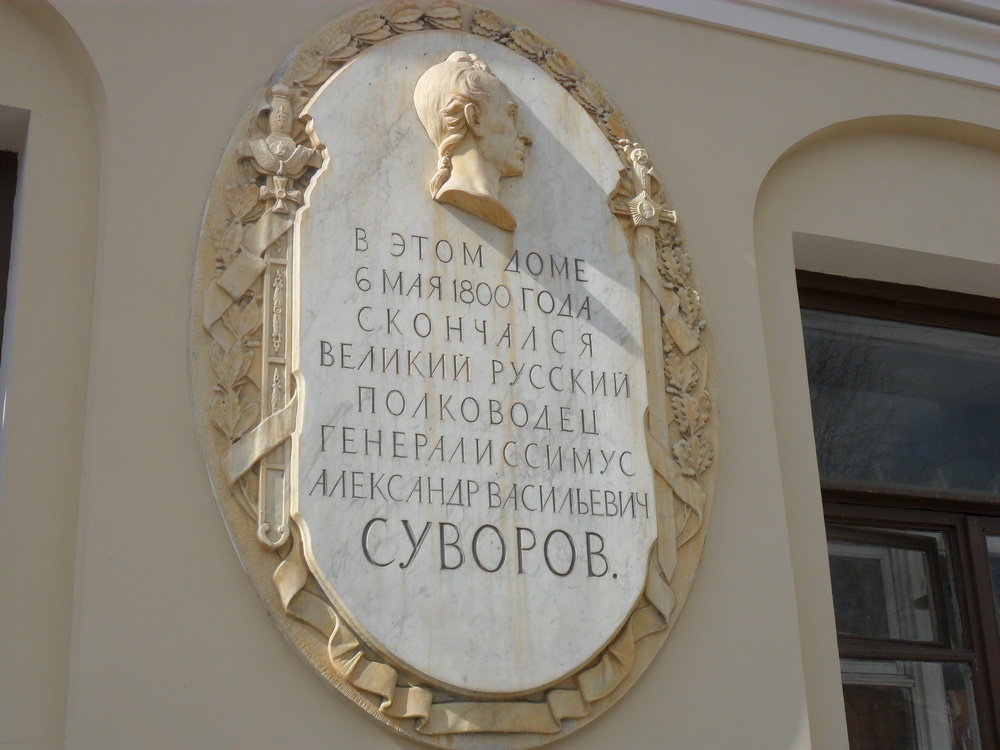 В ЭТОМ ДОМЕ
6 МАЯ 1800 ГОДА
СКОНЧАЛСЯ
ВЕЛИКИЙ РУССКИЙ
ПОЛКОВОДЕЦ
ГЕНЕРАЛИССИМУС
АЛЕКСАНДР ВАСИЛЬЕВИЧ
СУВОРОВ.